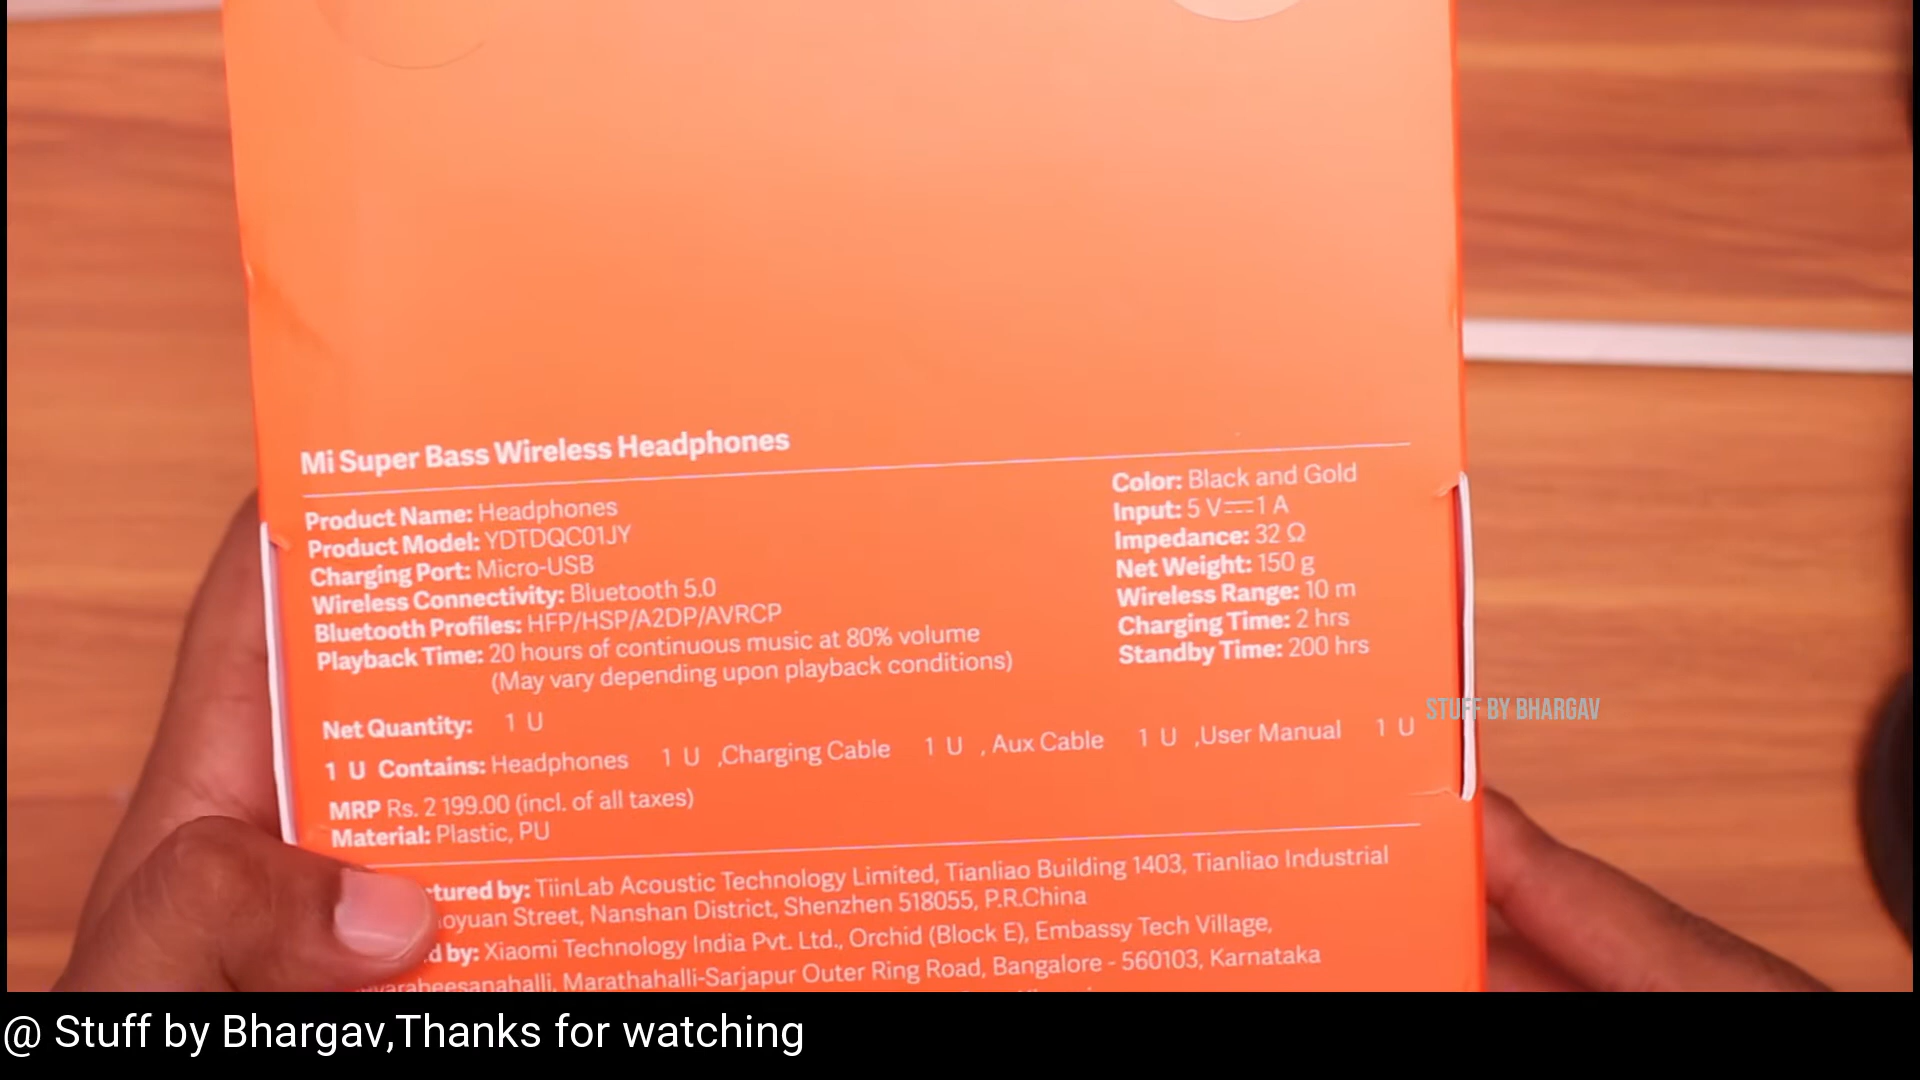 Mi Super Bass Wireless Headphones
Product Name: Headphones
Product Model: YDTDQC01JY
Charging Port: Micro-USB
Wireless Connectivity: Bluetooth 5.0
Bluetooth Profiles: HFP/HSP/A2DP/AVRCP
Playback Time: 20 hours of continuous music at 80% volume
(May vary depending upon playback conditions)
Color: Black and Gold
Input: 5 V⎓1 A
Impedance: 32 Ω
Net Weight: 150 g
Wireless Range: 10 m
Charging Time: 2 hrs
Standby Time: 200 hrs
STUFF BY BHARGAV
Net Quantity: 1 U
1 U Contains: Headphones 1 U ,Charging Cable 1 U , Aux Cable 1 U ,User Manual 1 U
MRP Rs. 2 199.00 (incl. of all taxes)
Material: Plastic, PU
by: TiinLab Acoustic Technology Limited, Tianliao Building 1403, Tianliao Industrial
Street, Nanshan District, Shenzhen 518055, P.R.China
by: Xiaomi Technology India Pvt. Ltd., Orchid (Block E), Embassy Tech Village,
Marathahalli-Sarjapur Outer Ring Road, Bangalore - 560103, Karnataka
@ Stuff by Bhargav,Thanks for watching